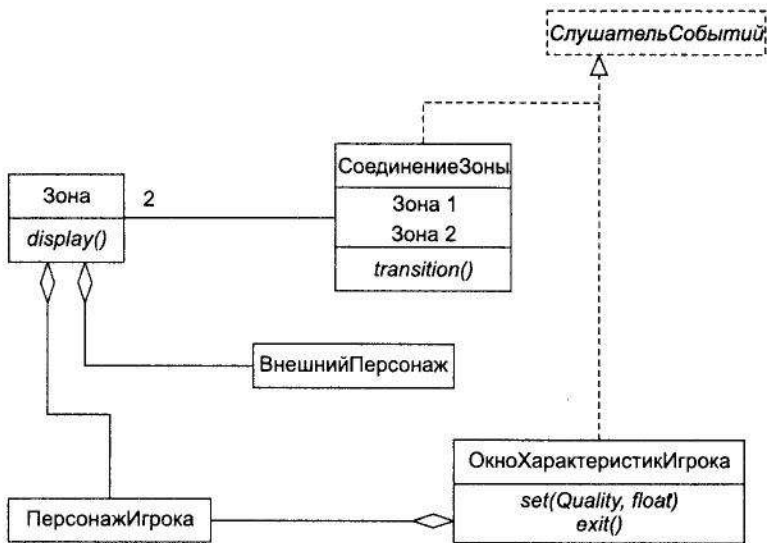 СлушательСобытий
СоединениеЗоны
Зона
2
Зона 1
display()
Зона 2
transition()
ВнешнийПерсонаж
ОкноХарактеристикИгрока
set(Quality, float)
ПерсонажИгрока
exit()